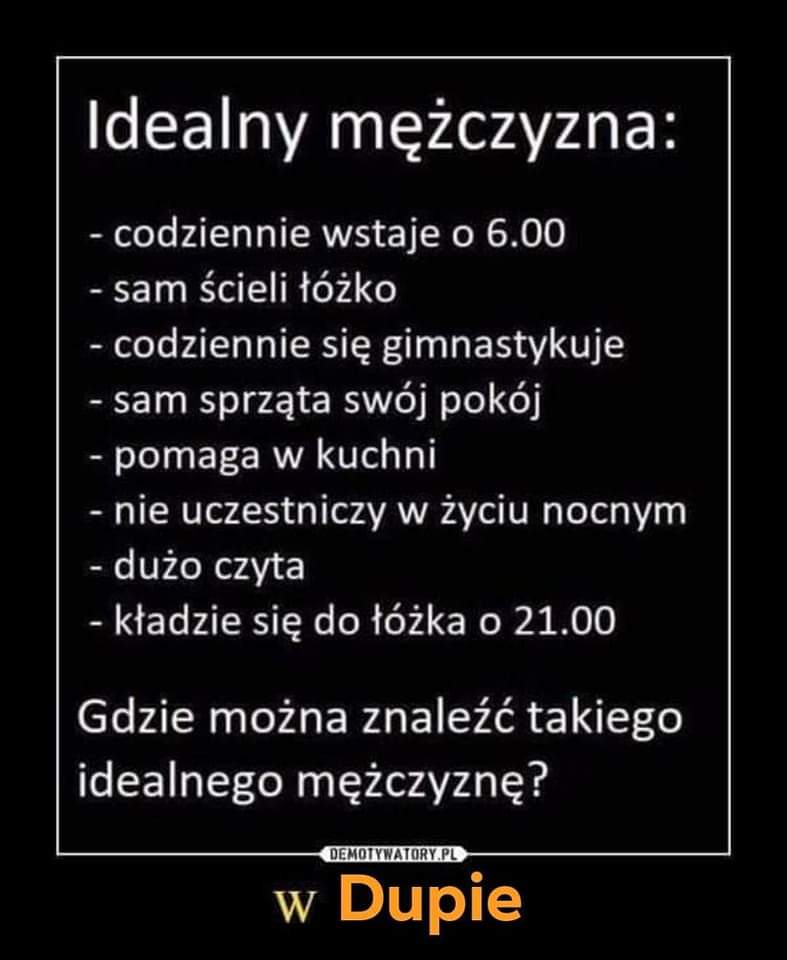 Idealny mężczyzna:
- codziennie wstaje o 6.00
- sam ścieli łóżko
- codziennie się gimnastykuje
- sam sprząta swój pokój
- pomaga w kuchni
- nie uczestniczy w życiu nocnym
- dużo czyta
- kładzie się do łóżka o 21.00
Gdzie można znaleźć takiego
idealnego mężczyznę?
DEMOTYWATORY.PL
w Dupie